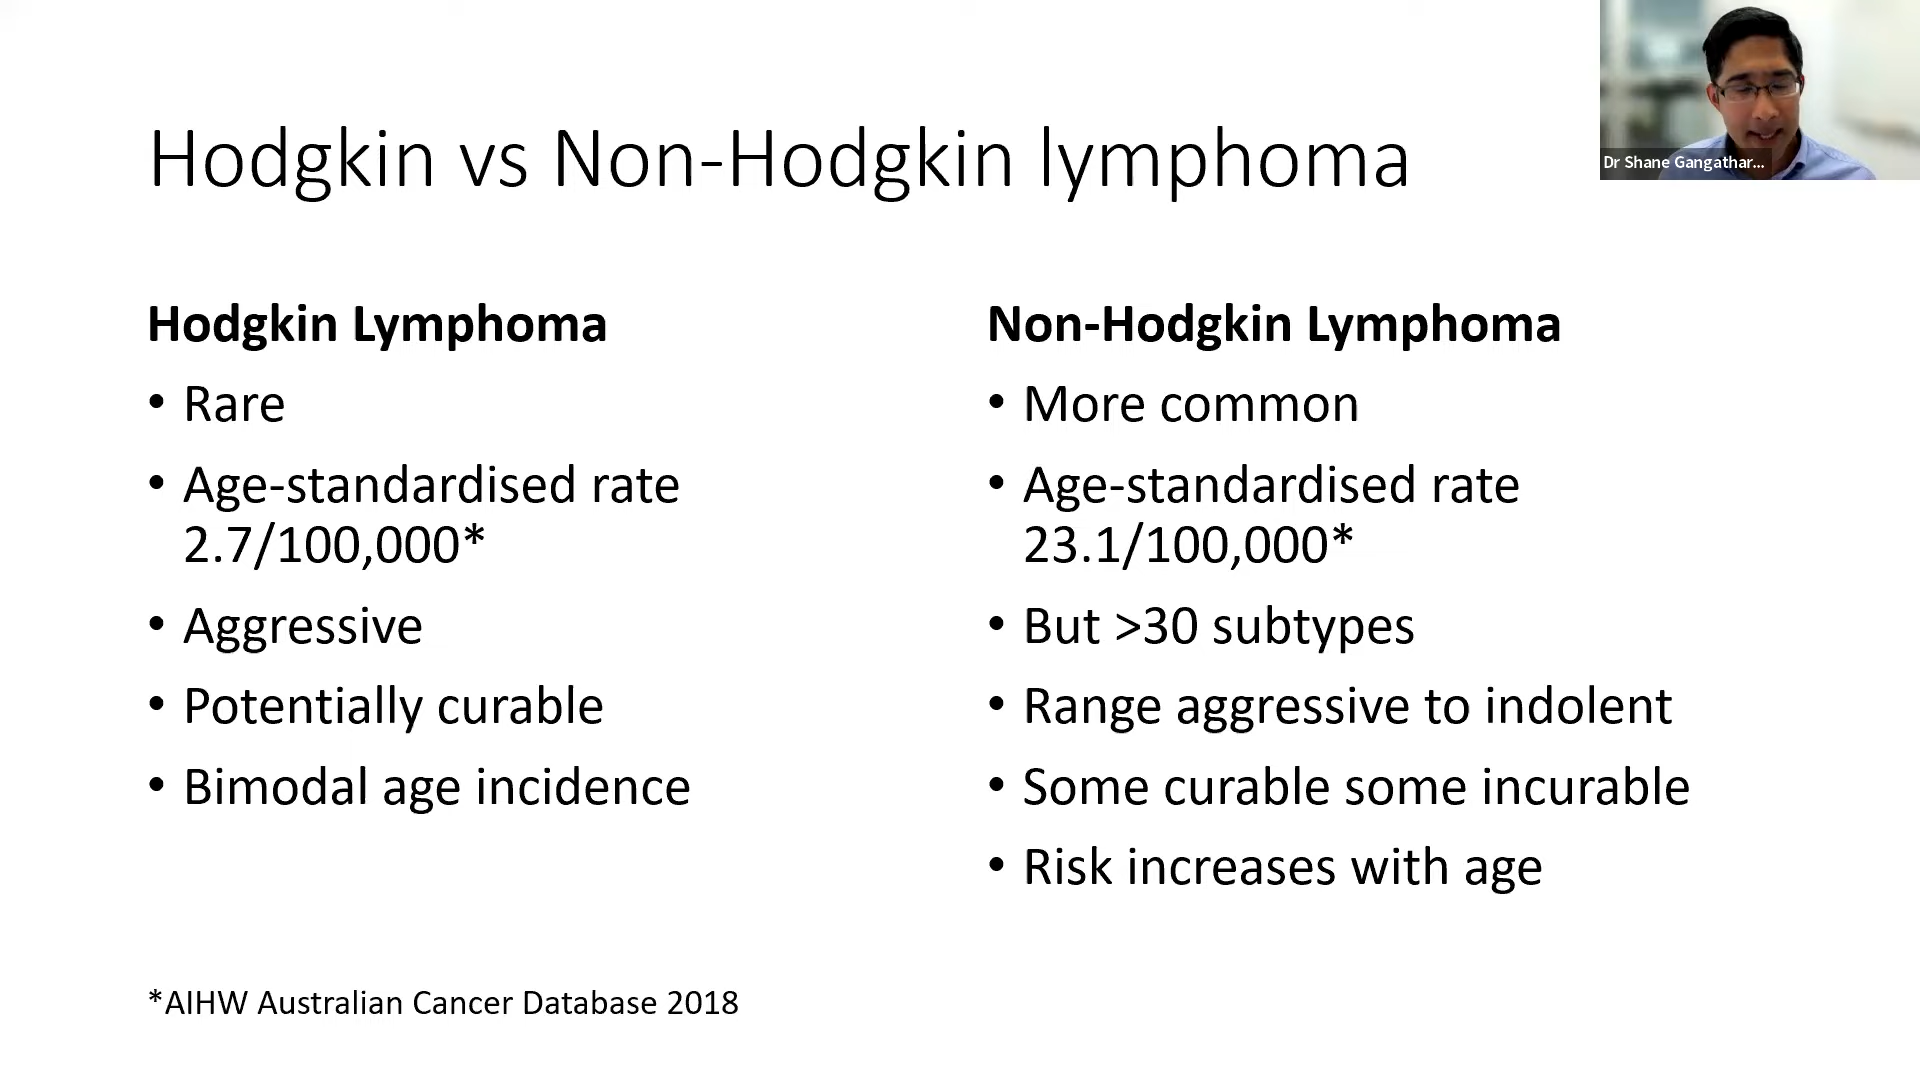 Hodgkin vs Non-Hodgkin lymphoma
Dr Shane Gangathar...
Hodgkin Lymphoma
• Rare
• Age-standardised rate
2.7/100,000*
• Aggressive
• Potentially curable
• Bimodal age incidence
Non-Hodgkin Lymphoma
• More common
• Age-standardised rate
23.1/100,000*
• But >30 subtypes
• Range aggressive to indolent
• Some curable some incurable
• Risk increases with age
*AIHW Australian Cancer Database 2018